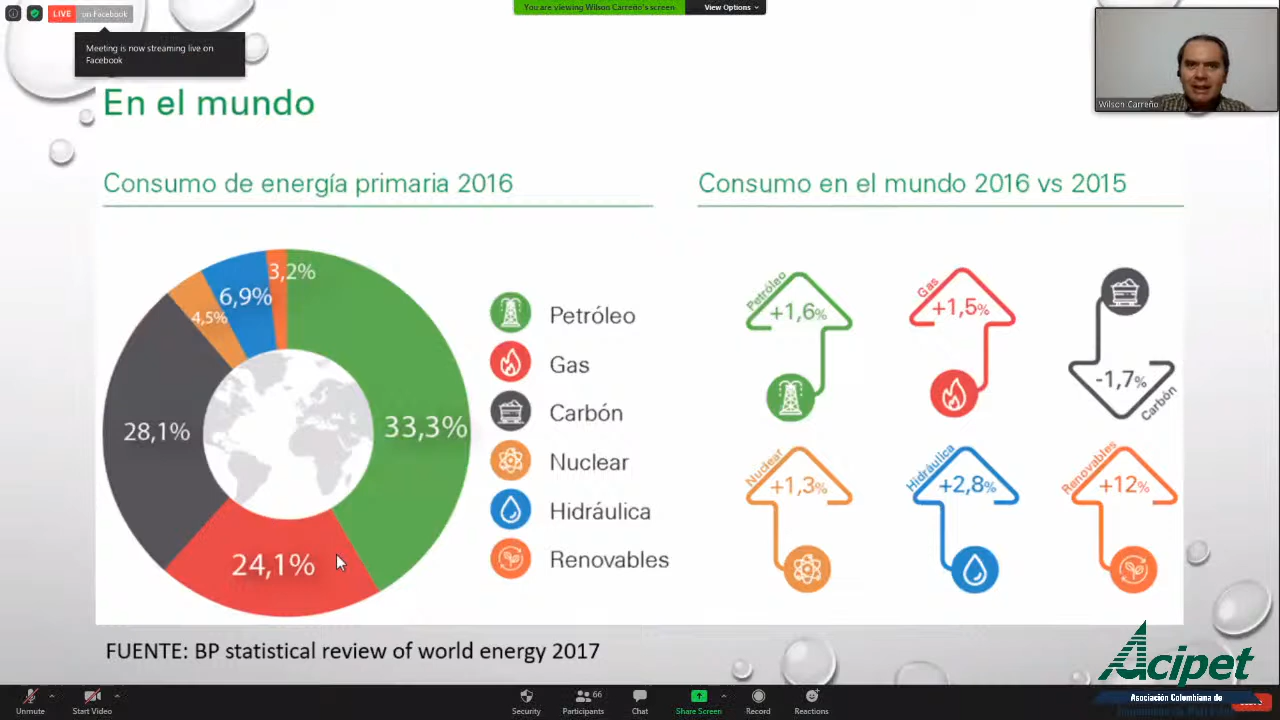 LIVE on Facebook
You are viewing Wilson Carreño's screen
View Options
Meeting is now streaming live on
Facebook
Wilson Carreño
En el mundo
Consumo de energía primaria 2016
Consumo en el mundo 2016 vs 2015
3,2%
6,9%
4,5%
28,1%
33,3%
24,1%
Petróleo
Gas
Carbón
Nuclear
Hidráulica
Renovables
Petróleo
+1,6%
Gas
+1,5%
-1,7%
Carbón
Nuclear
+1,3%
Hidráulica
+2,8%
Renovables
+12%
FUENTE: BP statistical review of world energy 2017
Acipet
Asociación Colombiana de
Unmute
Start Video
Security
66
Participants
Chat
Share Screen
Record
Reactions